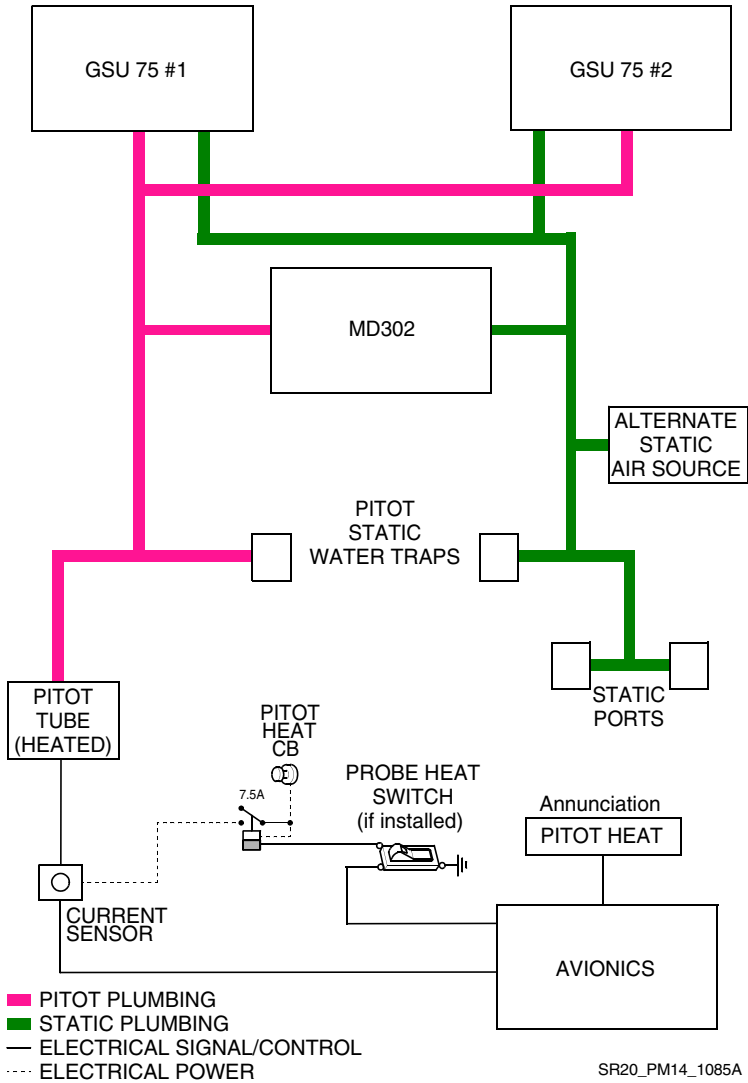 GSU 75 #1
GSU 75 #2
MD302
ALTERNATE
STATIC
AIR SOURCE
PITOT
STATIC
WATER TRAPS
STATIC
PORTS
PITOT
TUBE
(HEATED)
PITOT
HEAT
CB
7.5A
PROBE HEAT
SWITCH
(if installed)
Annunciation
PITOT HEAT
CURRENT
SENSOR
AVIONICS
PITOT PLUMBING
STATIC PLUMBING
ELECTRICAL SIGNAL/CONTROL
ELECTRICAL POWER
SR20_PM14_1085A